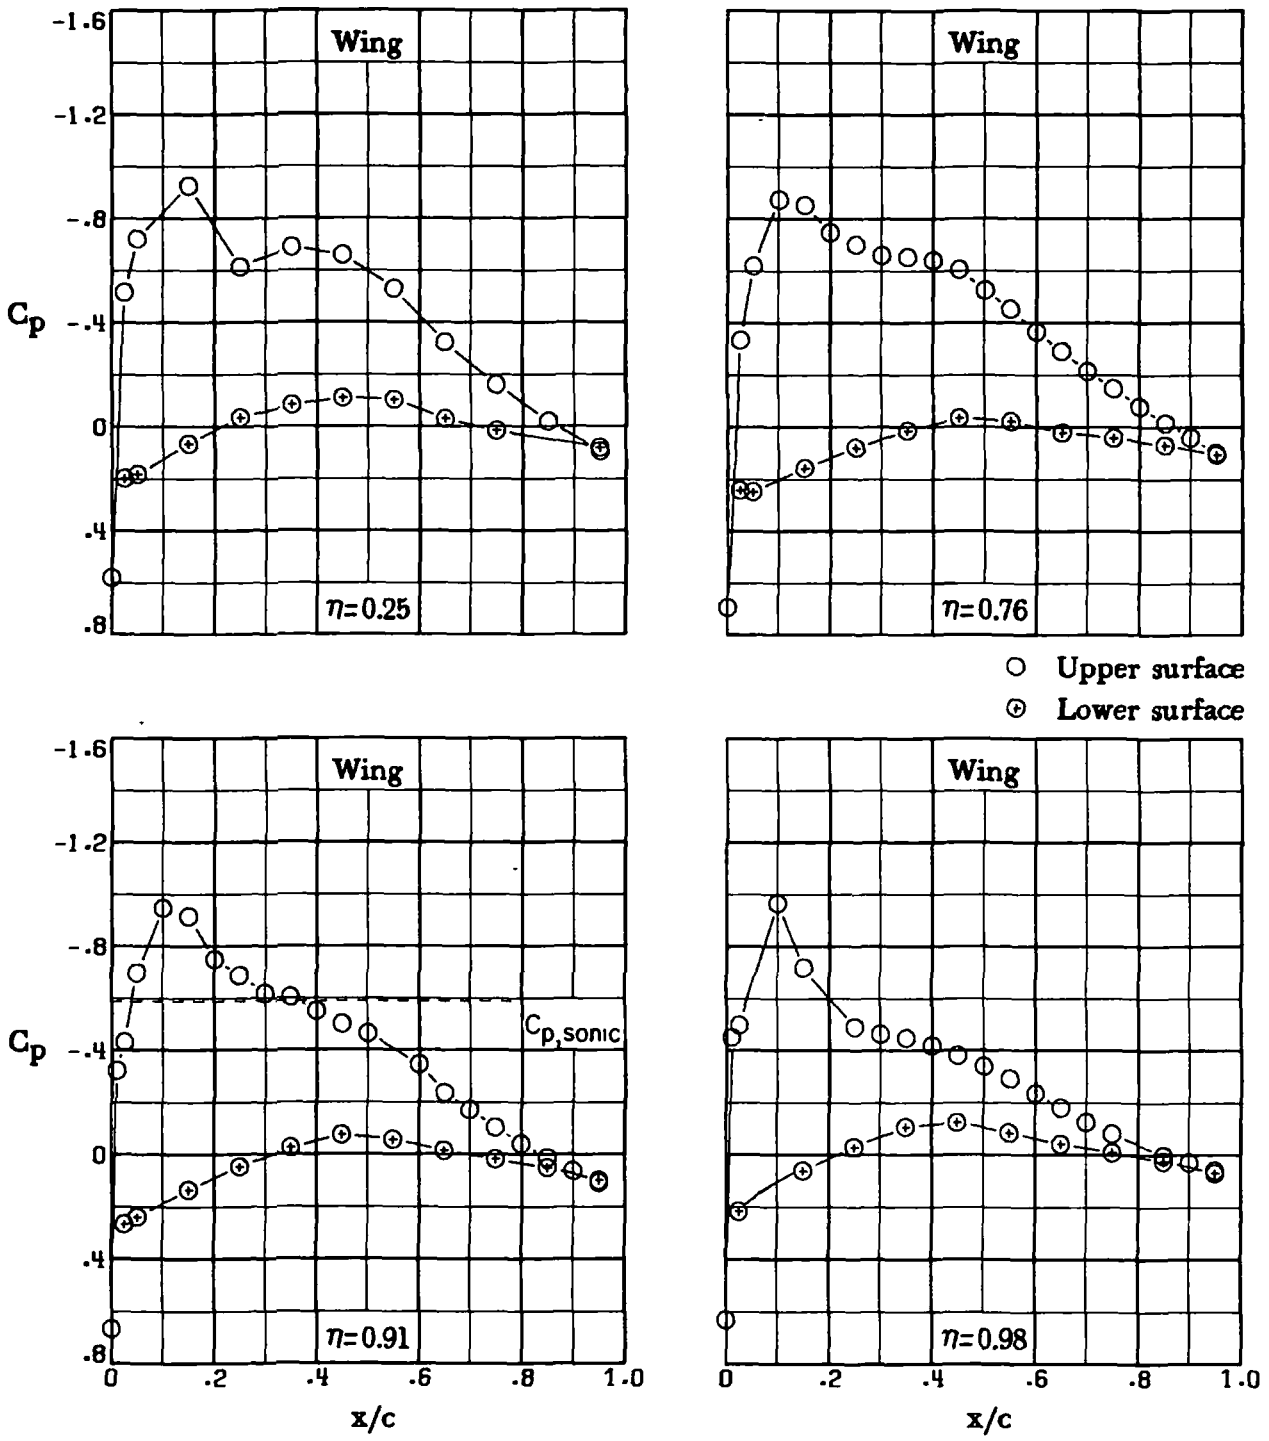 -1.6
Wing
-1.2
-.8
Cp -.4
0
.4
η=0.25
.8
Wing
η=0.76
Upper surface
Lower surface
-1.6
Wing
-1.2
-.8
Cp -.4
Cp,sonic
0
.4
η=0.91
.8
0 .2 .4 .6 .8 1.0
x/c
Wing
η=0.98
0 .2 .4 .6 .8 1.0
x/c